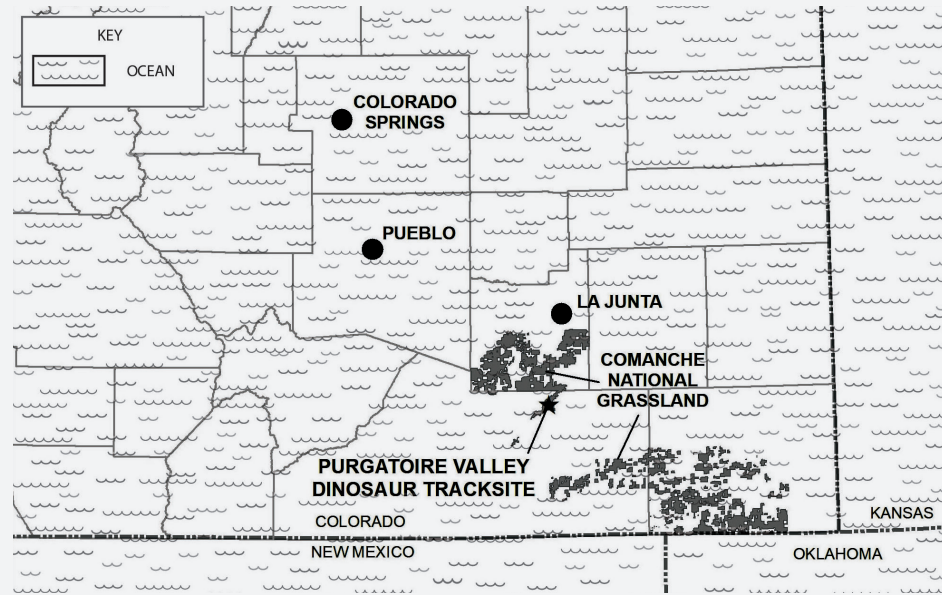 KEY
OCEAN
COLORADO
SPRINGS
PUEBLO
LA JUNTA
COMANCHE
NATIONAL
GRASSLAND
PURGATOIRE VALLEY
DINOSAUR TRACKSITE
COLORADO
KANSAS
NEW MEXICO
OKLAHOMA